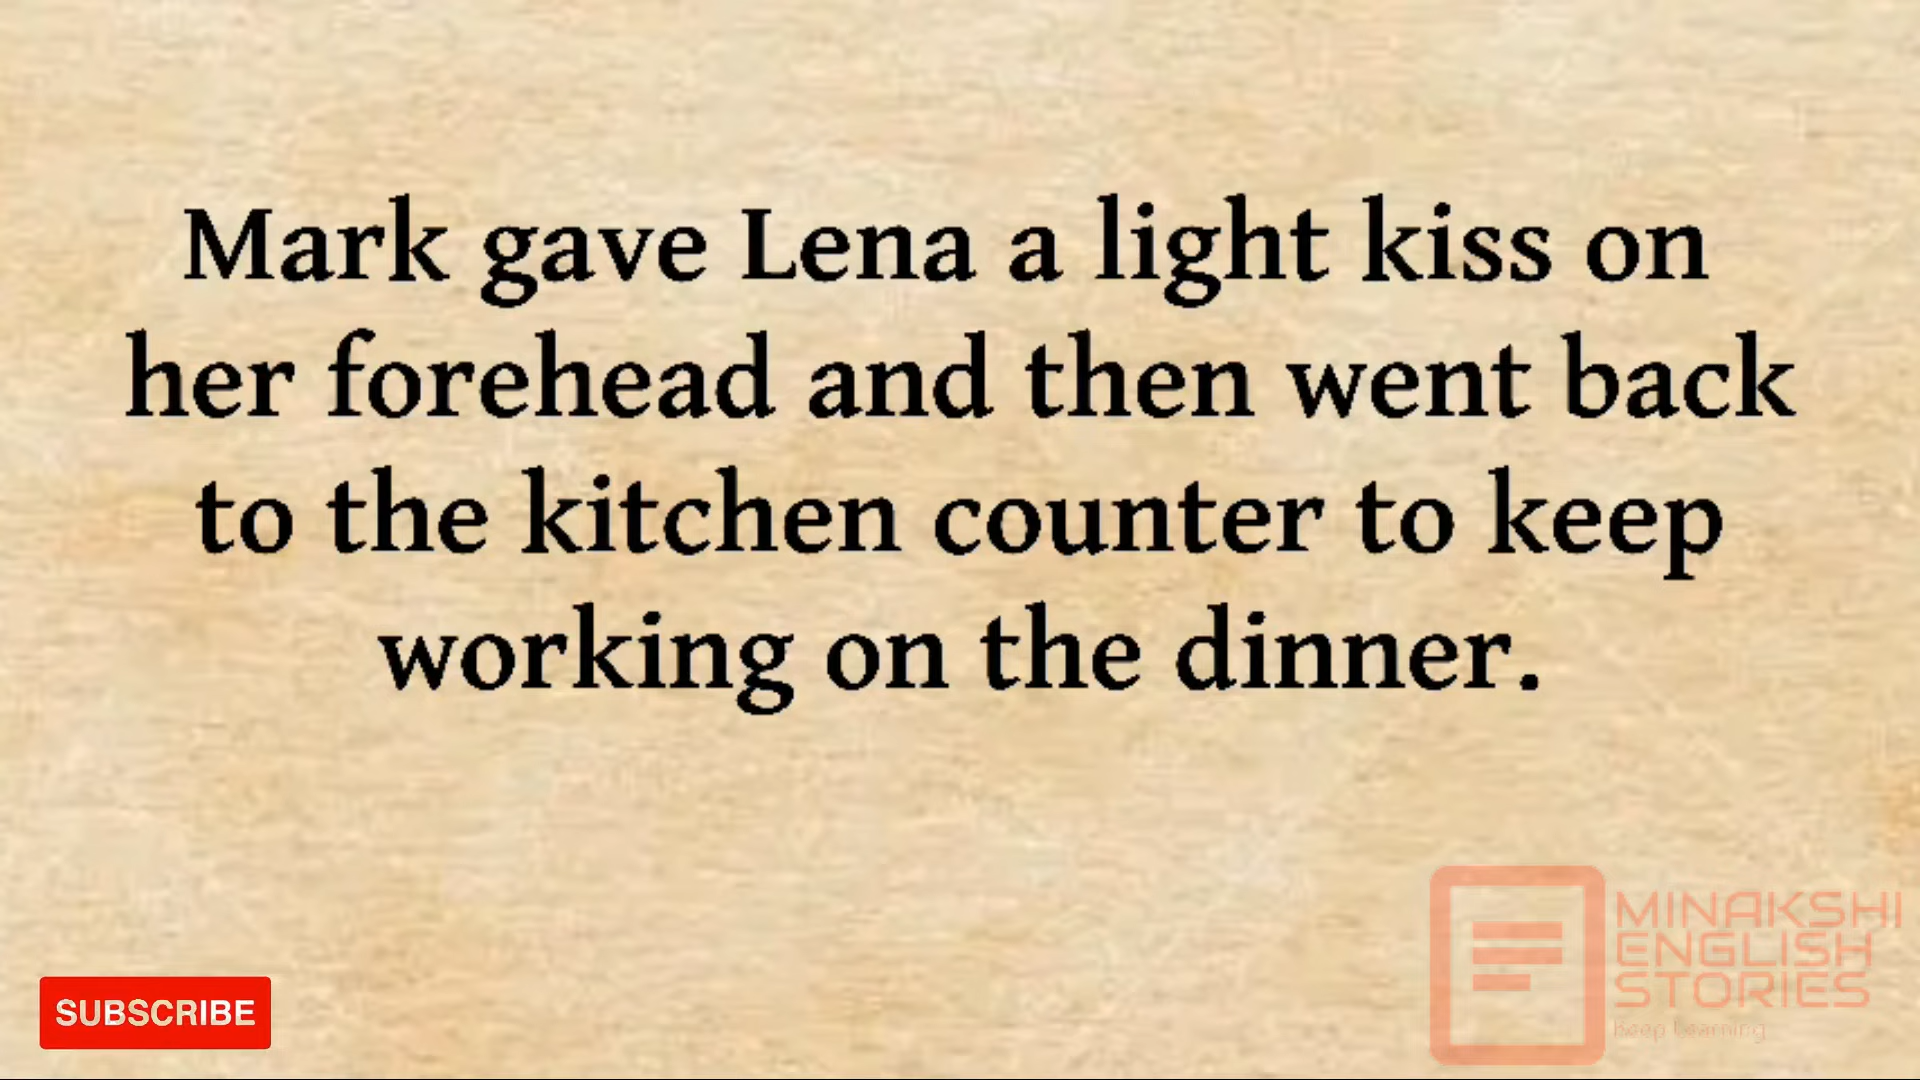 Mark gave Lena a light kiss on
her forehead and then went back
to the kitchen counter to keep
working on the dinner.
SUBSCRIBE
MINAKSHI
ENGLISH
STORIES
Keep Learning